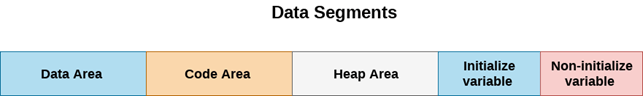 Data Segments
Data Area
Code Area
Heap Area
Initialize
variable
Non-initialize
variable